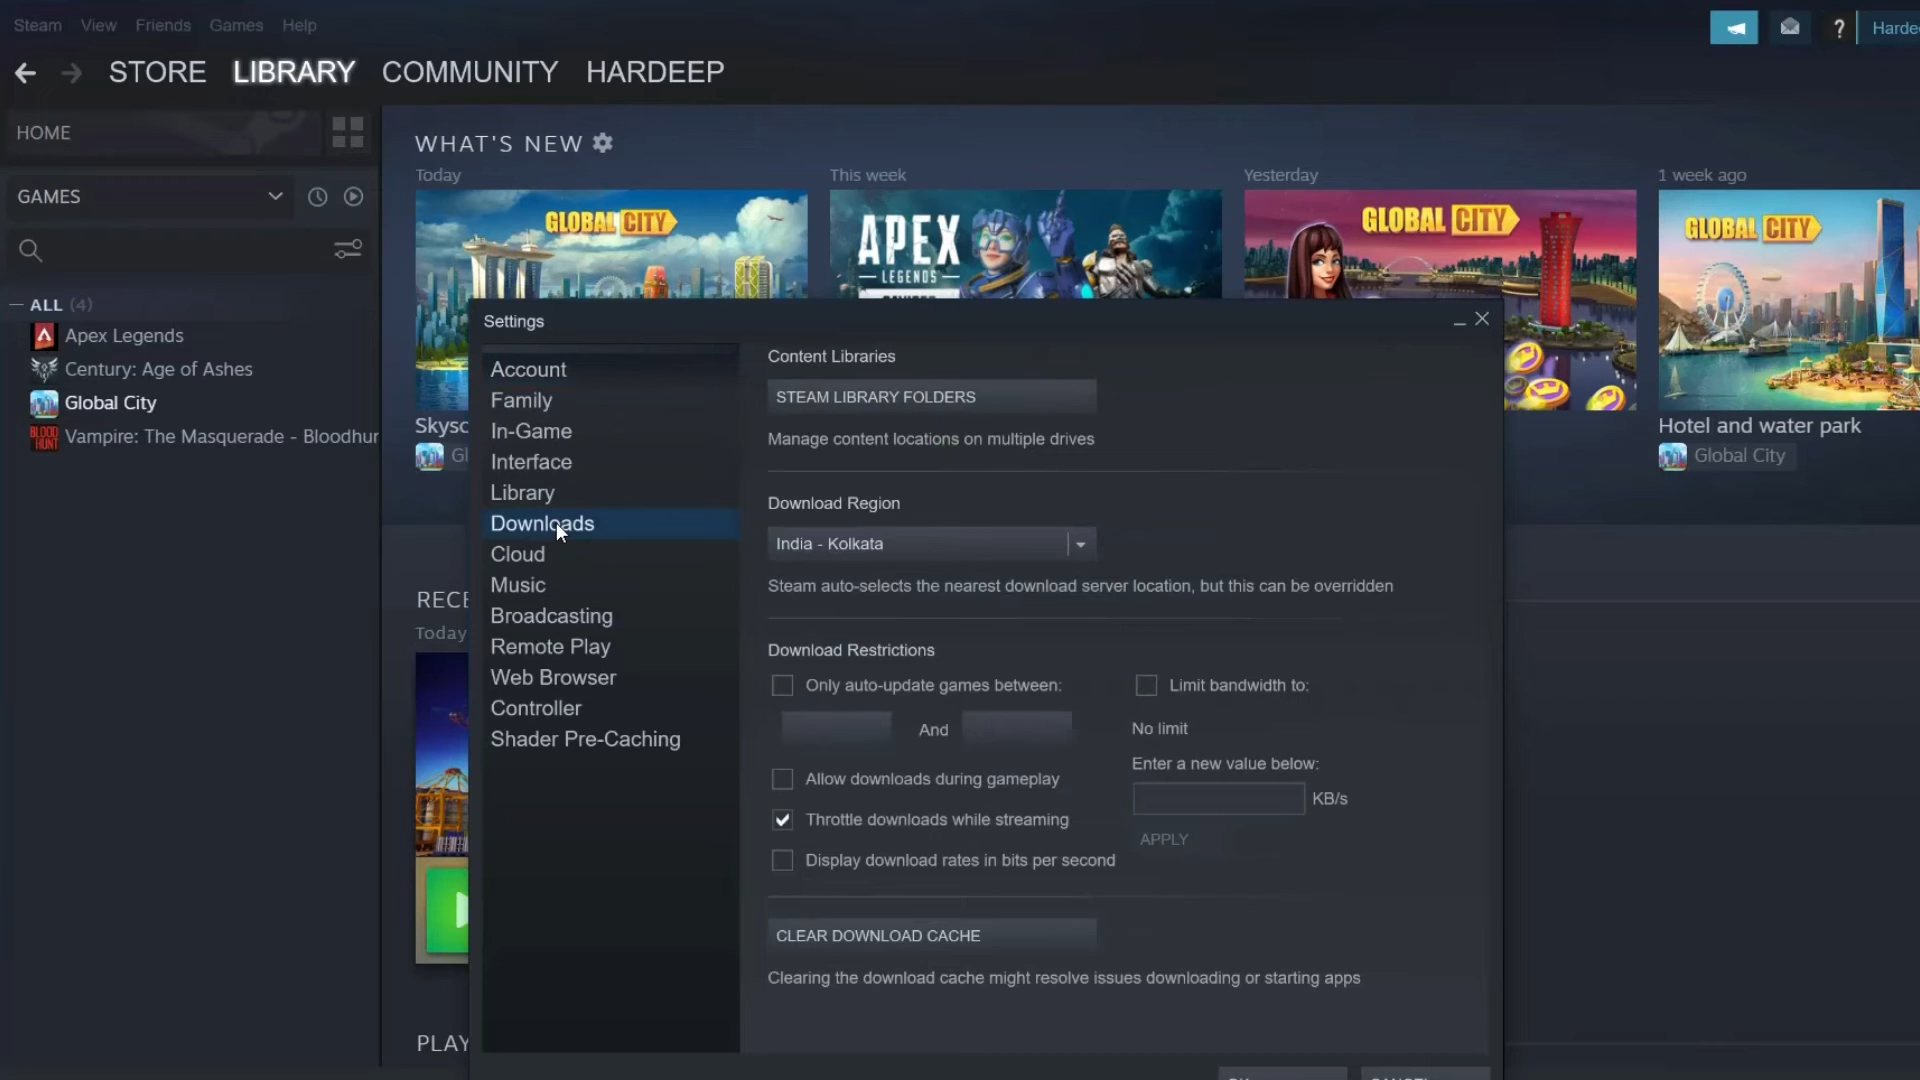 Steam View Friends Games Help
?
STORE LIBRARY COMMUNITY HARDEEP
HOME
GAMES
— ALL (4)
Apex Legends
Century: Age of Ashes
Global City
Vampire: The Masquerade - Bloodhur
WHAT'S NEW
Today
This week
Yesterday
1 week ago
GLOBAL CITY
APEX
LEGENDS
GLOBAL CITY
GLOBAL CITY
Hotel and water park
Global City
Today
Settings
Account
Family
In-Game
Interface
Library
Downloads
Cloud
Music
Broadcasting
Remote Play
Web Browser
Controller
Shader Pre-Caching
Content Libraries
STEAM LIBRARY FOLDERS
Manage content locations on multiple drives
Download Region
India - Kolkata
Steam auto-selects the nearest download server location, but this can be overridden
Download Restrictions
Only auto-update games between:
And
Allow downloads during gameplay
Throttle downloads while streaming
Display download rates in bits per second
Limit bandwidth to:
No limit
Enter a new value below:
KB/s
APPLY
CLEAR DOWNLOAD CACHE
Clearing the download cache might resolve issues downloading or starting apps